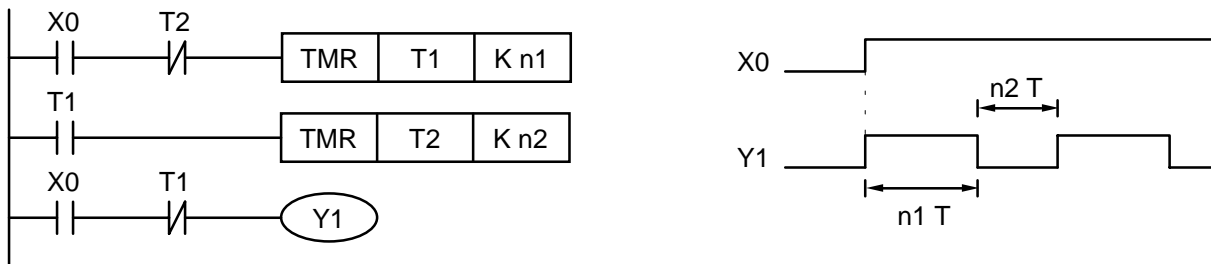 X0 T2
TMR T1 K n1
T1
TMR T2 K n2
X0 T1
Y1
X0
n2 T
Y1
n1 T